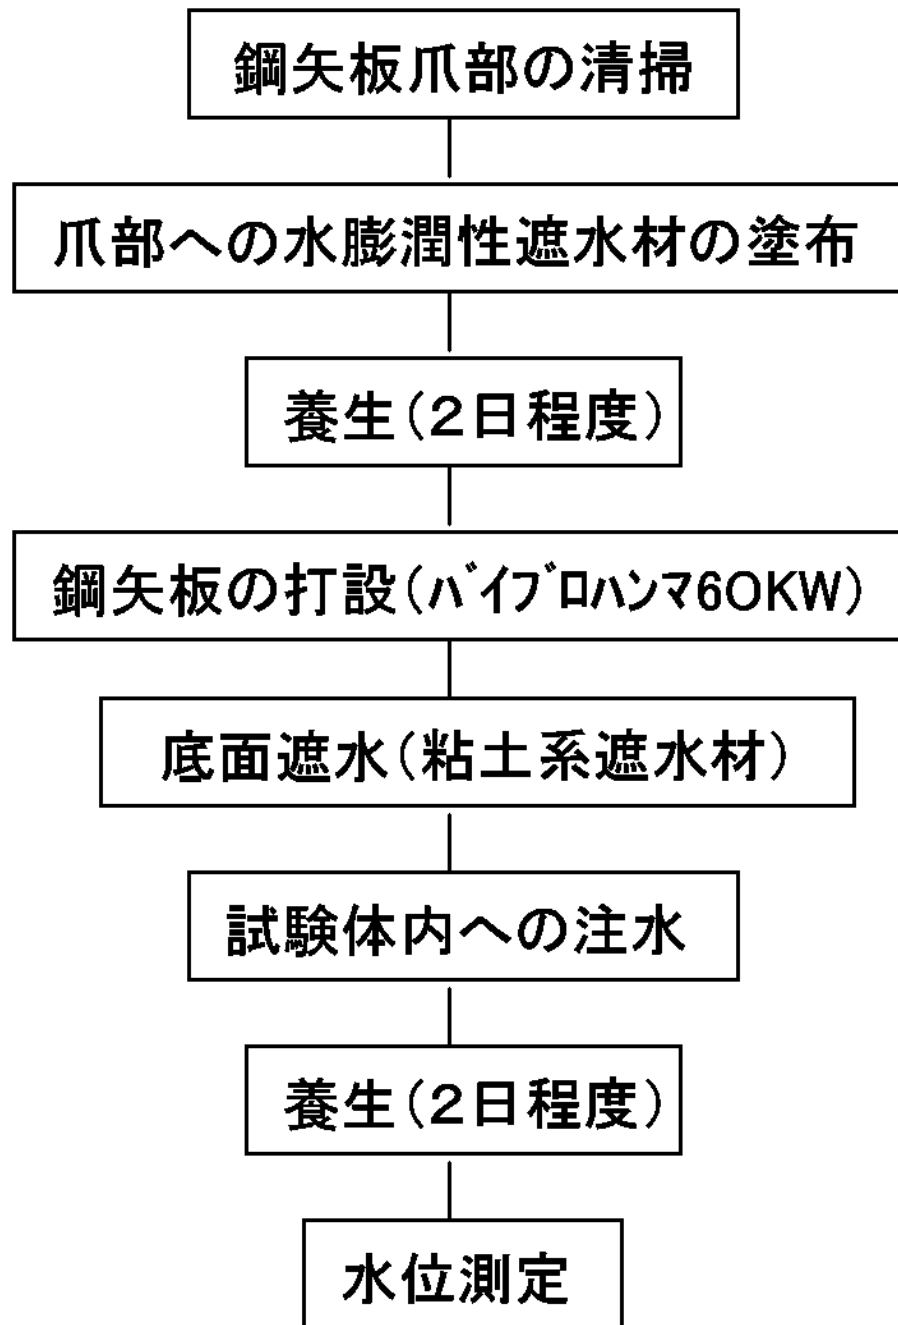 鋼矢板爪部の清掃
爪部への水膨潤性遮水材の塗布
養生(2日程度)
鋼矢板の打設(ﾊﾞｲﾌﾞﾛﾊﾝﾏ60KW)
底面遮水(粘土系遮水材)
試験体内への注水
養生(2日程度)
水位測定